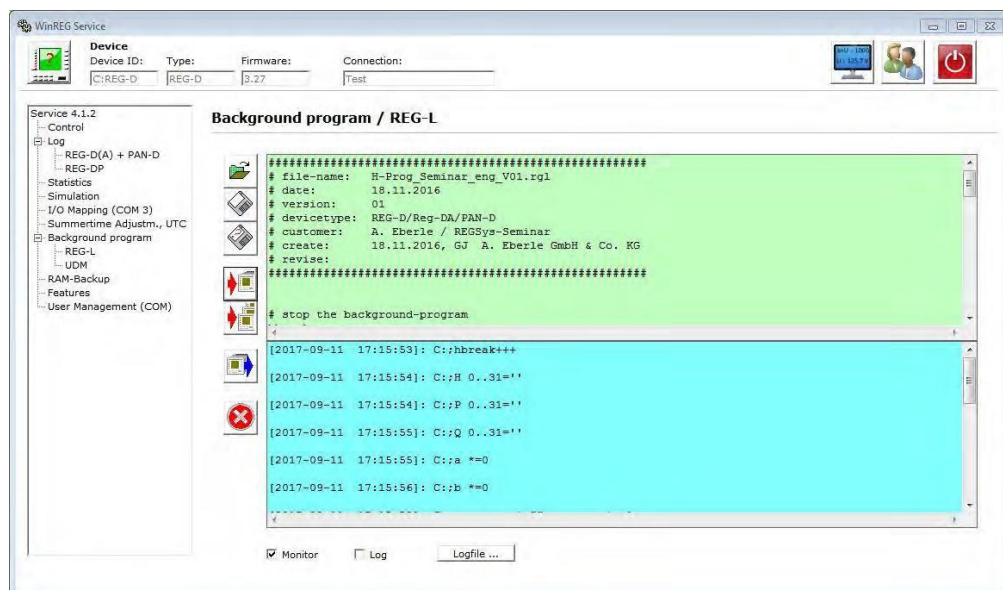 WinREG Service
Device
Device ID: Type: Firmware: Connection:
C:REG-D REG-D 3.27 Test
Service 4.1.2
Control
Log
REG-D(A) + PAN-D
REG-DP
Statistics
Simulation
I/O Mapping (COM 3)
Summertime Adjustm., UTC
Background program
REG-L
UDM
RAM-Backup
Features
User Management (COM)
Background program / REG-L
#######################################################
# file-name: H-Prog_Seminar_eng_V01.rgl
# date: 18.11.2016
# version: 01
# devicetype: REG-D/Reg-DA/PAN-D
# customer: A. Eberle / REGSys-Seminar
# create: 18.11.2016, GJ A. Eberle GmbH & Co. KG
# revise:
#######################################################
# stop the background-program
[2017-09-11 17:15:53]: C:;hbreak+++
[2017-09-11 17:15:54]: C:;H 0..31=''
[2017-09-11 17:15:54]: C:;P 0..31=''
[2017-09-11 17:15:55]: C:;Q 0..31=''
[2017-09-11 17:15:55]: C:;a *=0
[2017-09-11 17:15:56]: C:;b *=0
Monitor Log Logfile ...